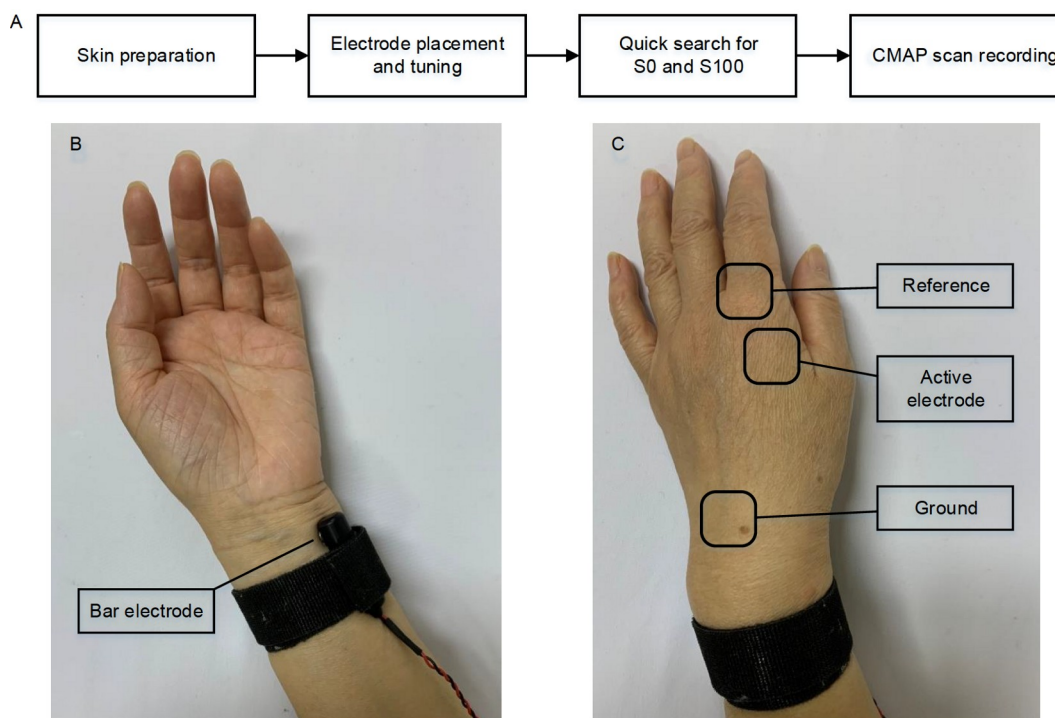 A
Skin preparation
Electrode placement
and tuning
Quick search for
S0 and S100
CMAP scan recording
B
Bar electrode
C
Reference
Active
electrode
Ground